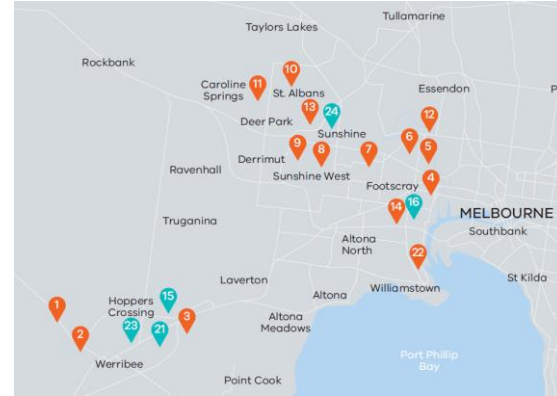 Tullamarine
Taylors Lakes
Rockbank
10
Caroline
Springs
11
St. Albans
Essendon
P
13
24
12
Deer Park
Sunshine
6
9
8
7
5
Derrimut
Sunshine West
Ravenhall
Footscray
4
14
16
MELBOURNE
Truganina
Southbank
Altona
North
22
St Kilda
Laverton
Williamstown
Altona
15
Hoppers
Crossing
1
3
Altona
Meadows
2
23
21
Werribee
Port Phillip
Bay
Point Cook